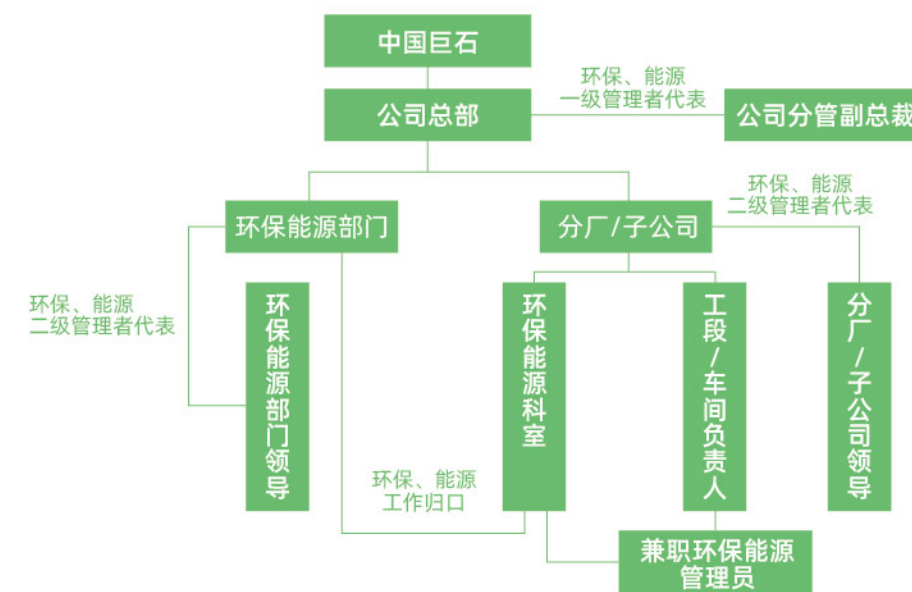 中国巨石
公司总部
环保、能源
一级管理者代表
公司分管副总裁
环保能源部门
分厂/子公司
环保、能源
二级管理者代表
环保、能源
二级管理者代表
环保能源部门领导
环保能源科室
工段/车间负责人
分厂/子公司领导
环保、能源
工作归口
兼职环保能源
管理员